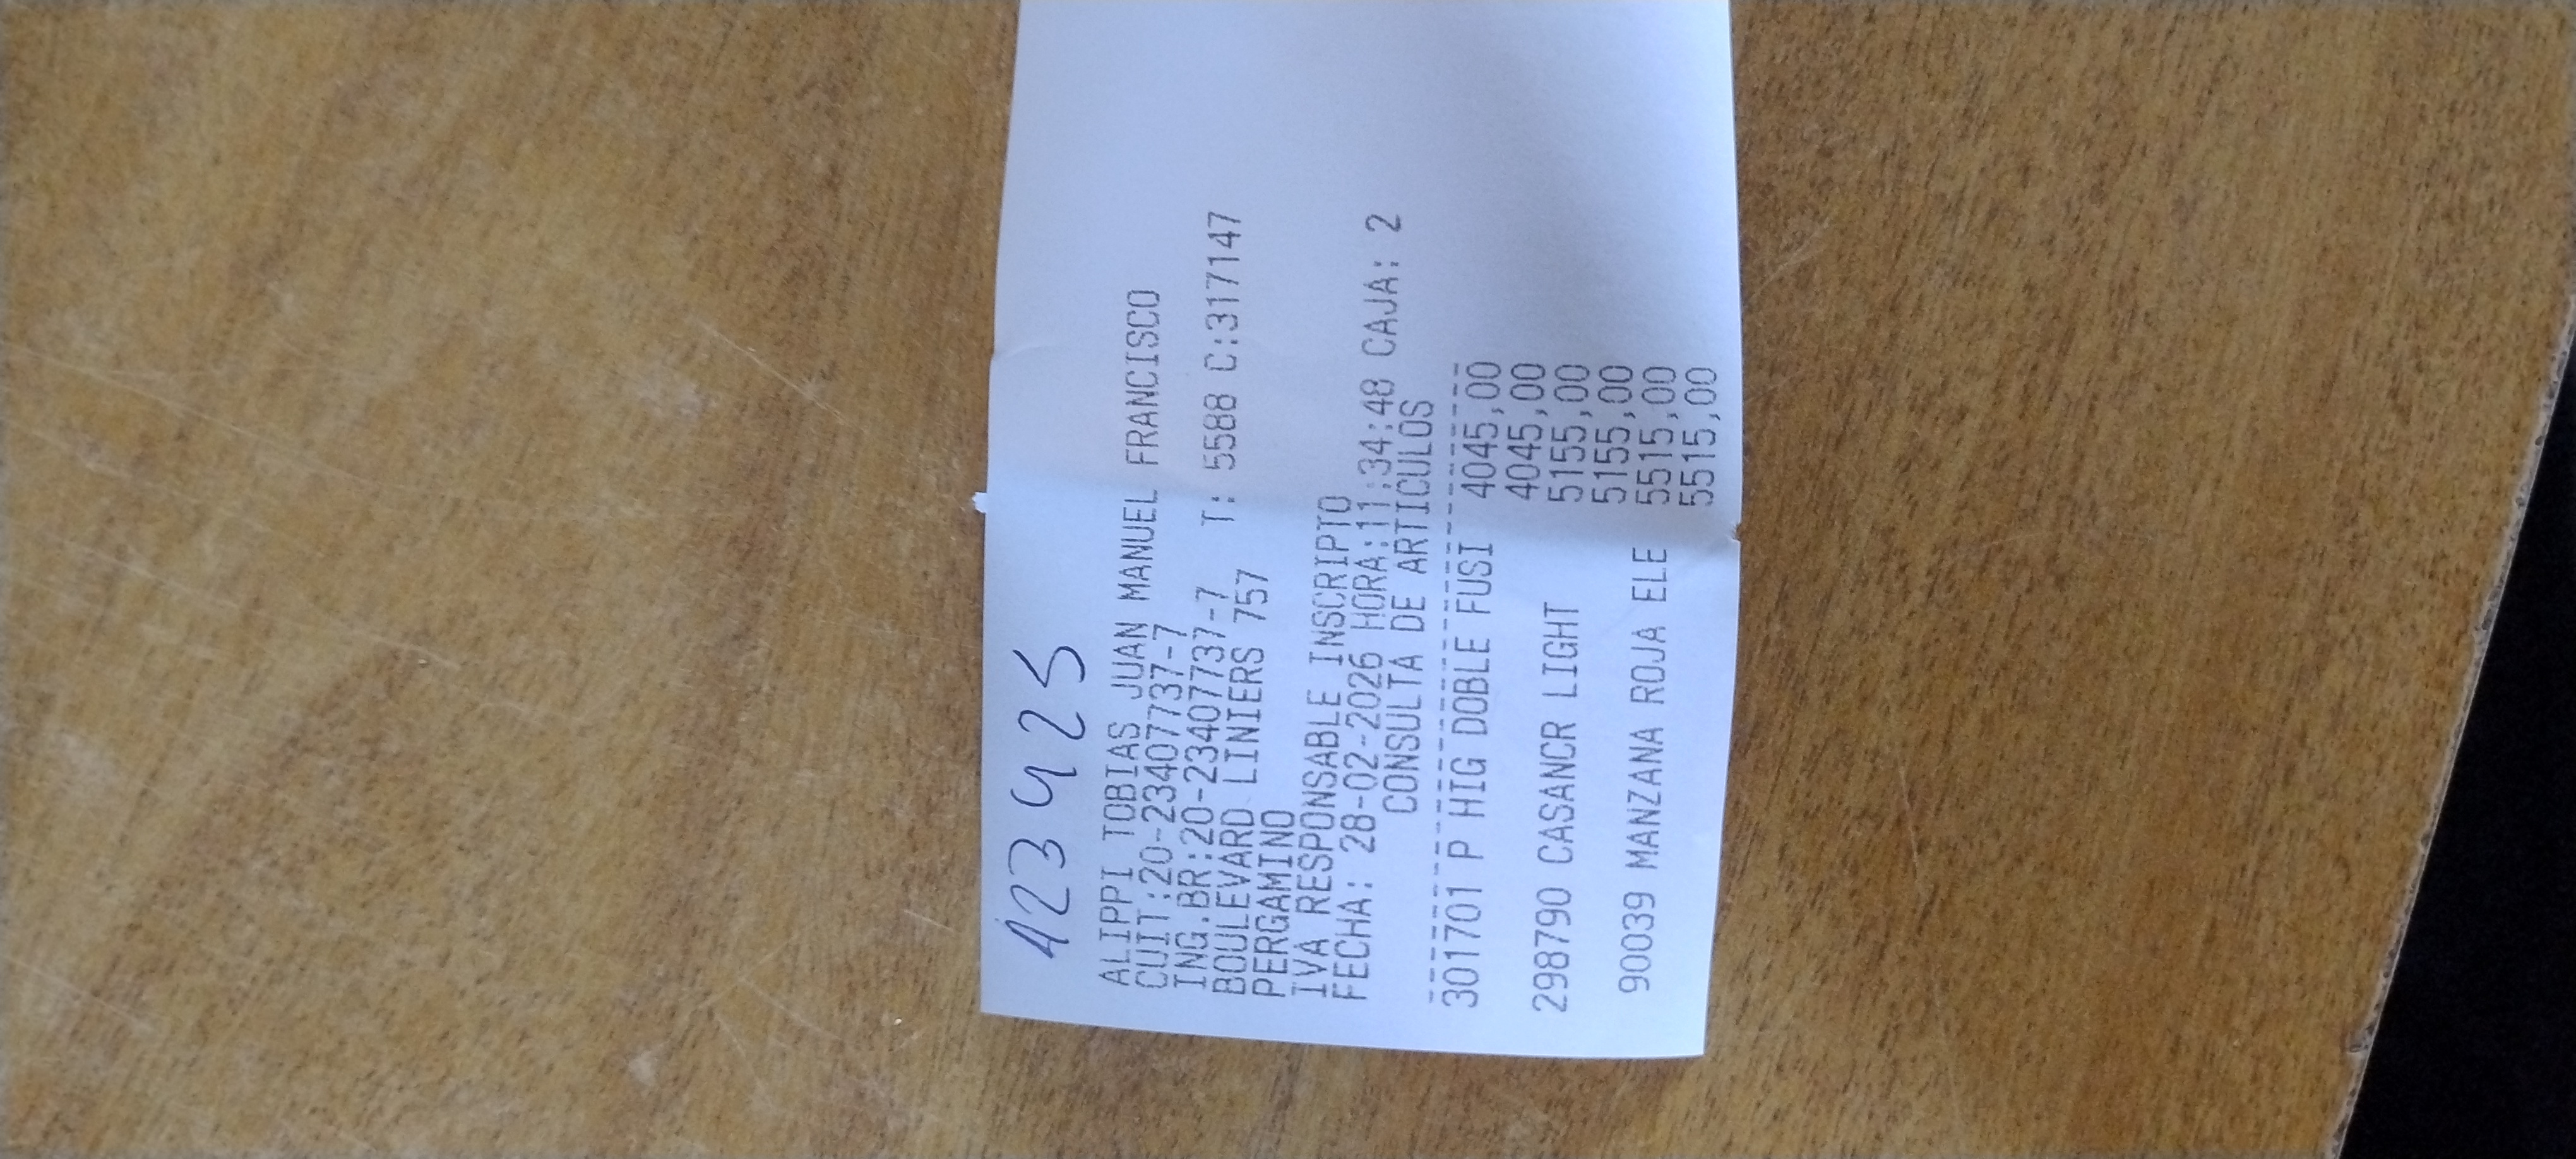 423425
ALIPPI TOBIAS JUAN MANUEL FRANCISCO
CUIT:20-23407737-7
ING.BR:20-23407737-7
BOULEVARD LINIERS 757 T: 5588 C:317147
PERGAMINO
IVA RESPONSABLE INSCRIPTO
FECHA: 28-02-2026 HORA:11:34:48 CAJA: 2
CONSULTA DE ARTICULOS
301701 P HIG DOBLE FUSI 4045,00
4045,00
298790 CASANCR LIGHT 5155,00
5155,00
90039 MANZANA ROJA ELE 5515,00
5515,00